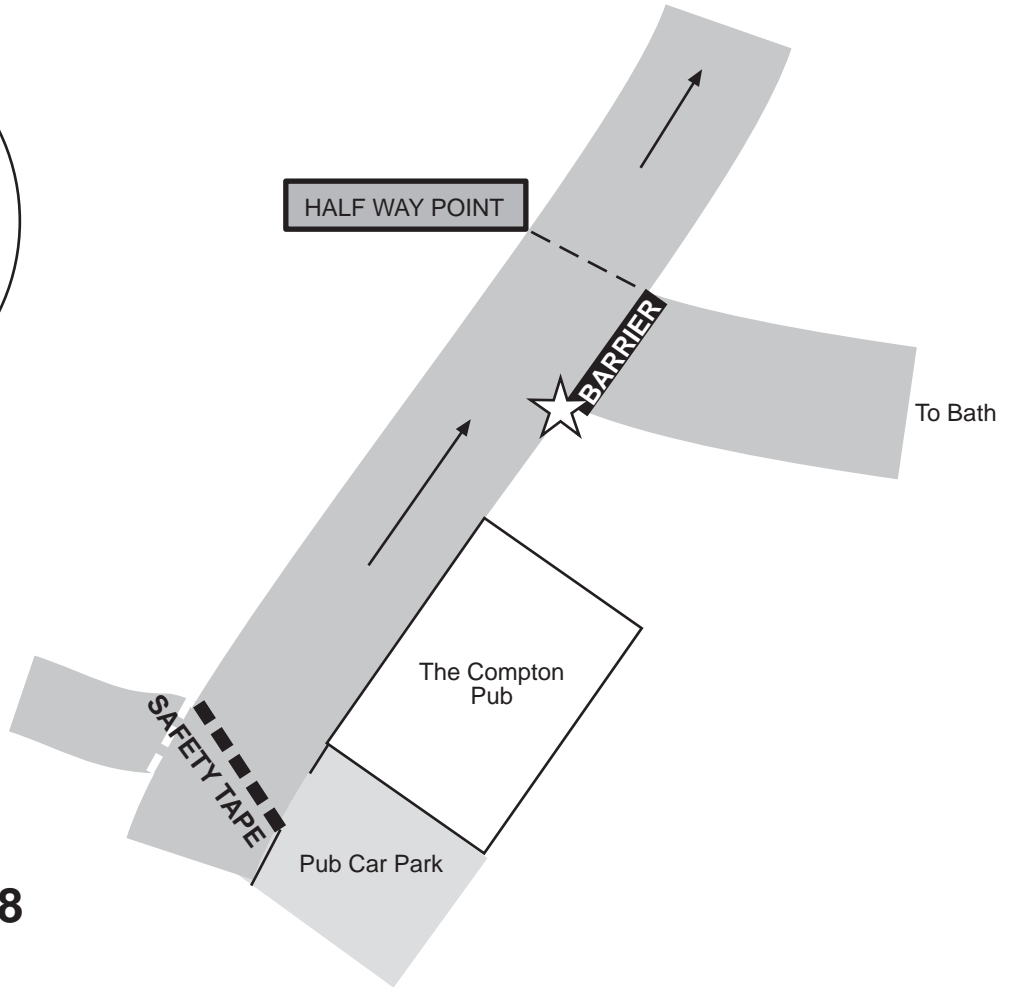 HALF WAY POINT
BARRIER
To Bath
The Compton
Pub
SAFETY TAPE
Pub Car Park
8